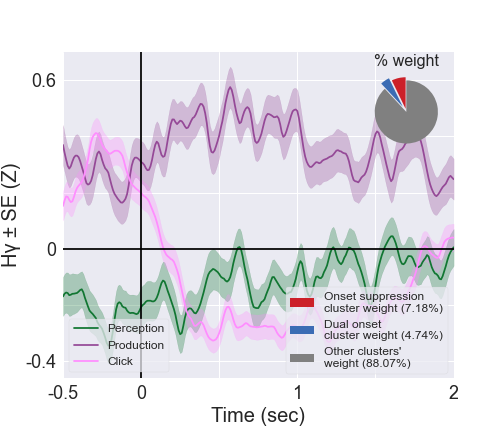 % weight
0.6
0
-0.4
Hγ ± SE (Z)
Perception
Production
Click
Onset suppression
cluster weight (7.18%)
Dual onset
cluster weight (4.74%)
Other clusters'
weight (88.07%)
-0.5
0
1
2
Time (sec)